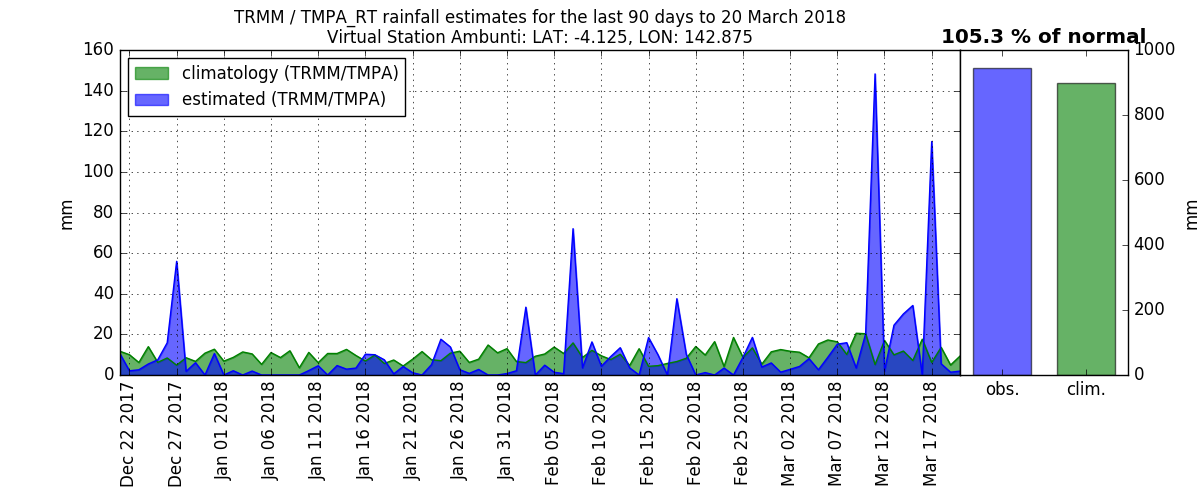 TRMM / TMPA_RT rainfall estimates for the last 90 days to 20 March 2018
Virtual Station Ambunti: LAT: -4.125, LON: 142.875
105.3 % of normal
climatology (TRMM/TMPA)
estimated (TRMM/TMPA)
160
140
120
100
80
60
40
20
0
mm
1000
800
600
400
200
0
mm
Dec 22 2017
Dec 27 2017
Jan 01 2018
Jan 06 2018
Jan 11 2018
Jan 16 2018
Jan 21 2018
Jan 26 2018
Jan 31 2018
Feb 05 2018
Feb 10 2018
Feb 15 2018
Feb 20 2018
Feb 25 2018
Mar 02 2018
Mar 07 2018
Mar 12 2018
Mar 17 2018
obs.
clim.